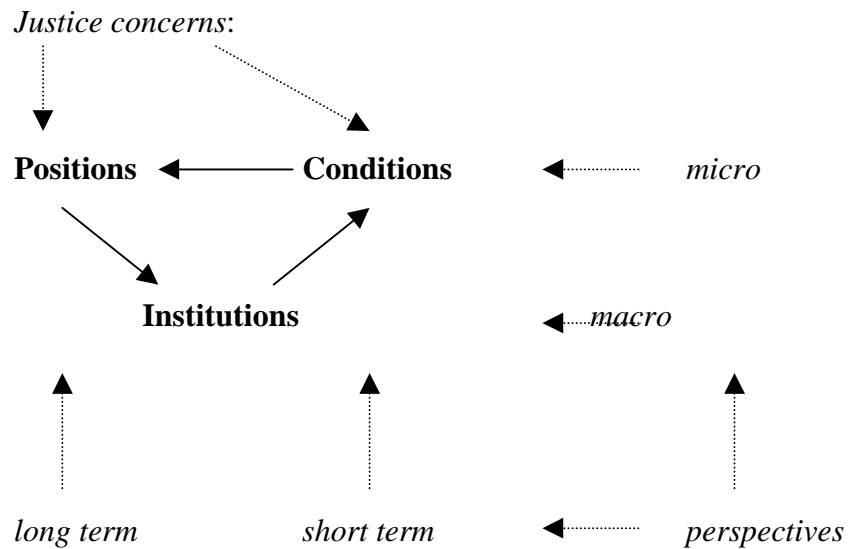 Justice concerns:
Positions Conditions micro
Institutions macro
long term short term perspectives